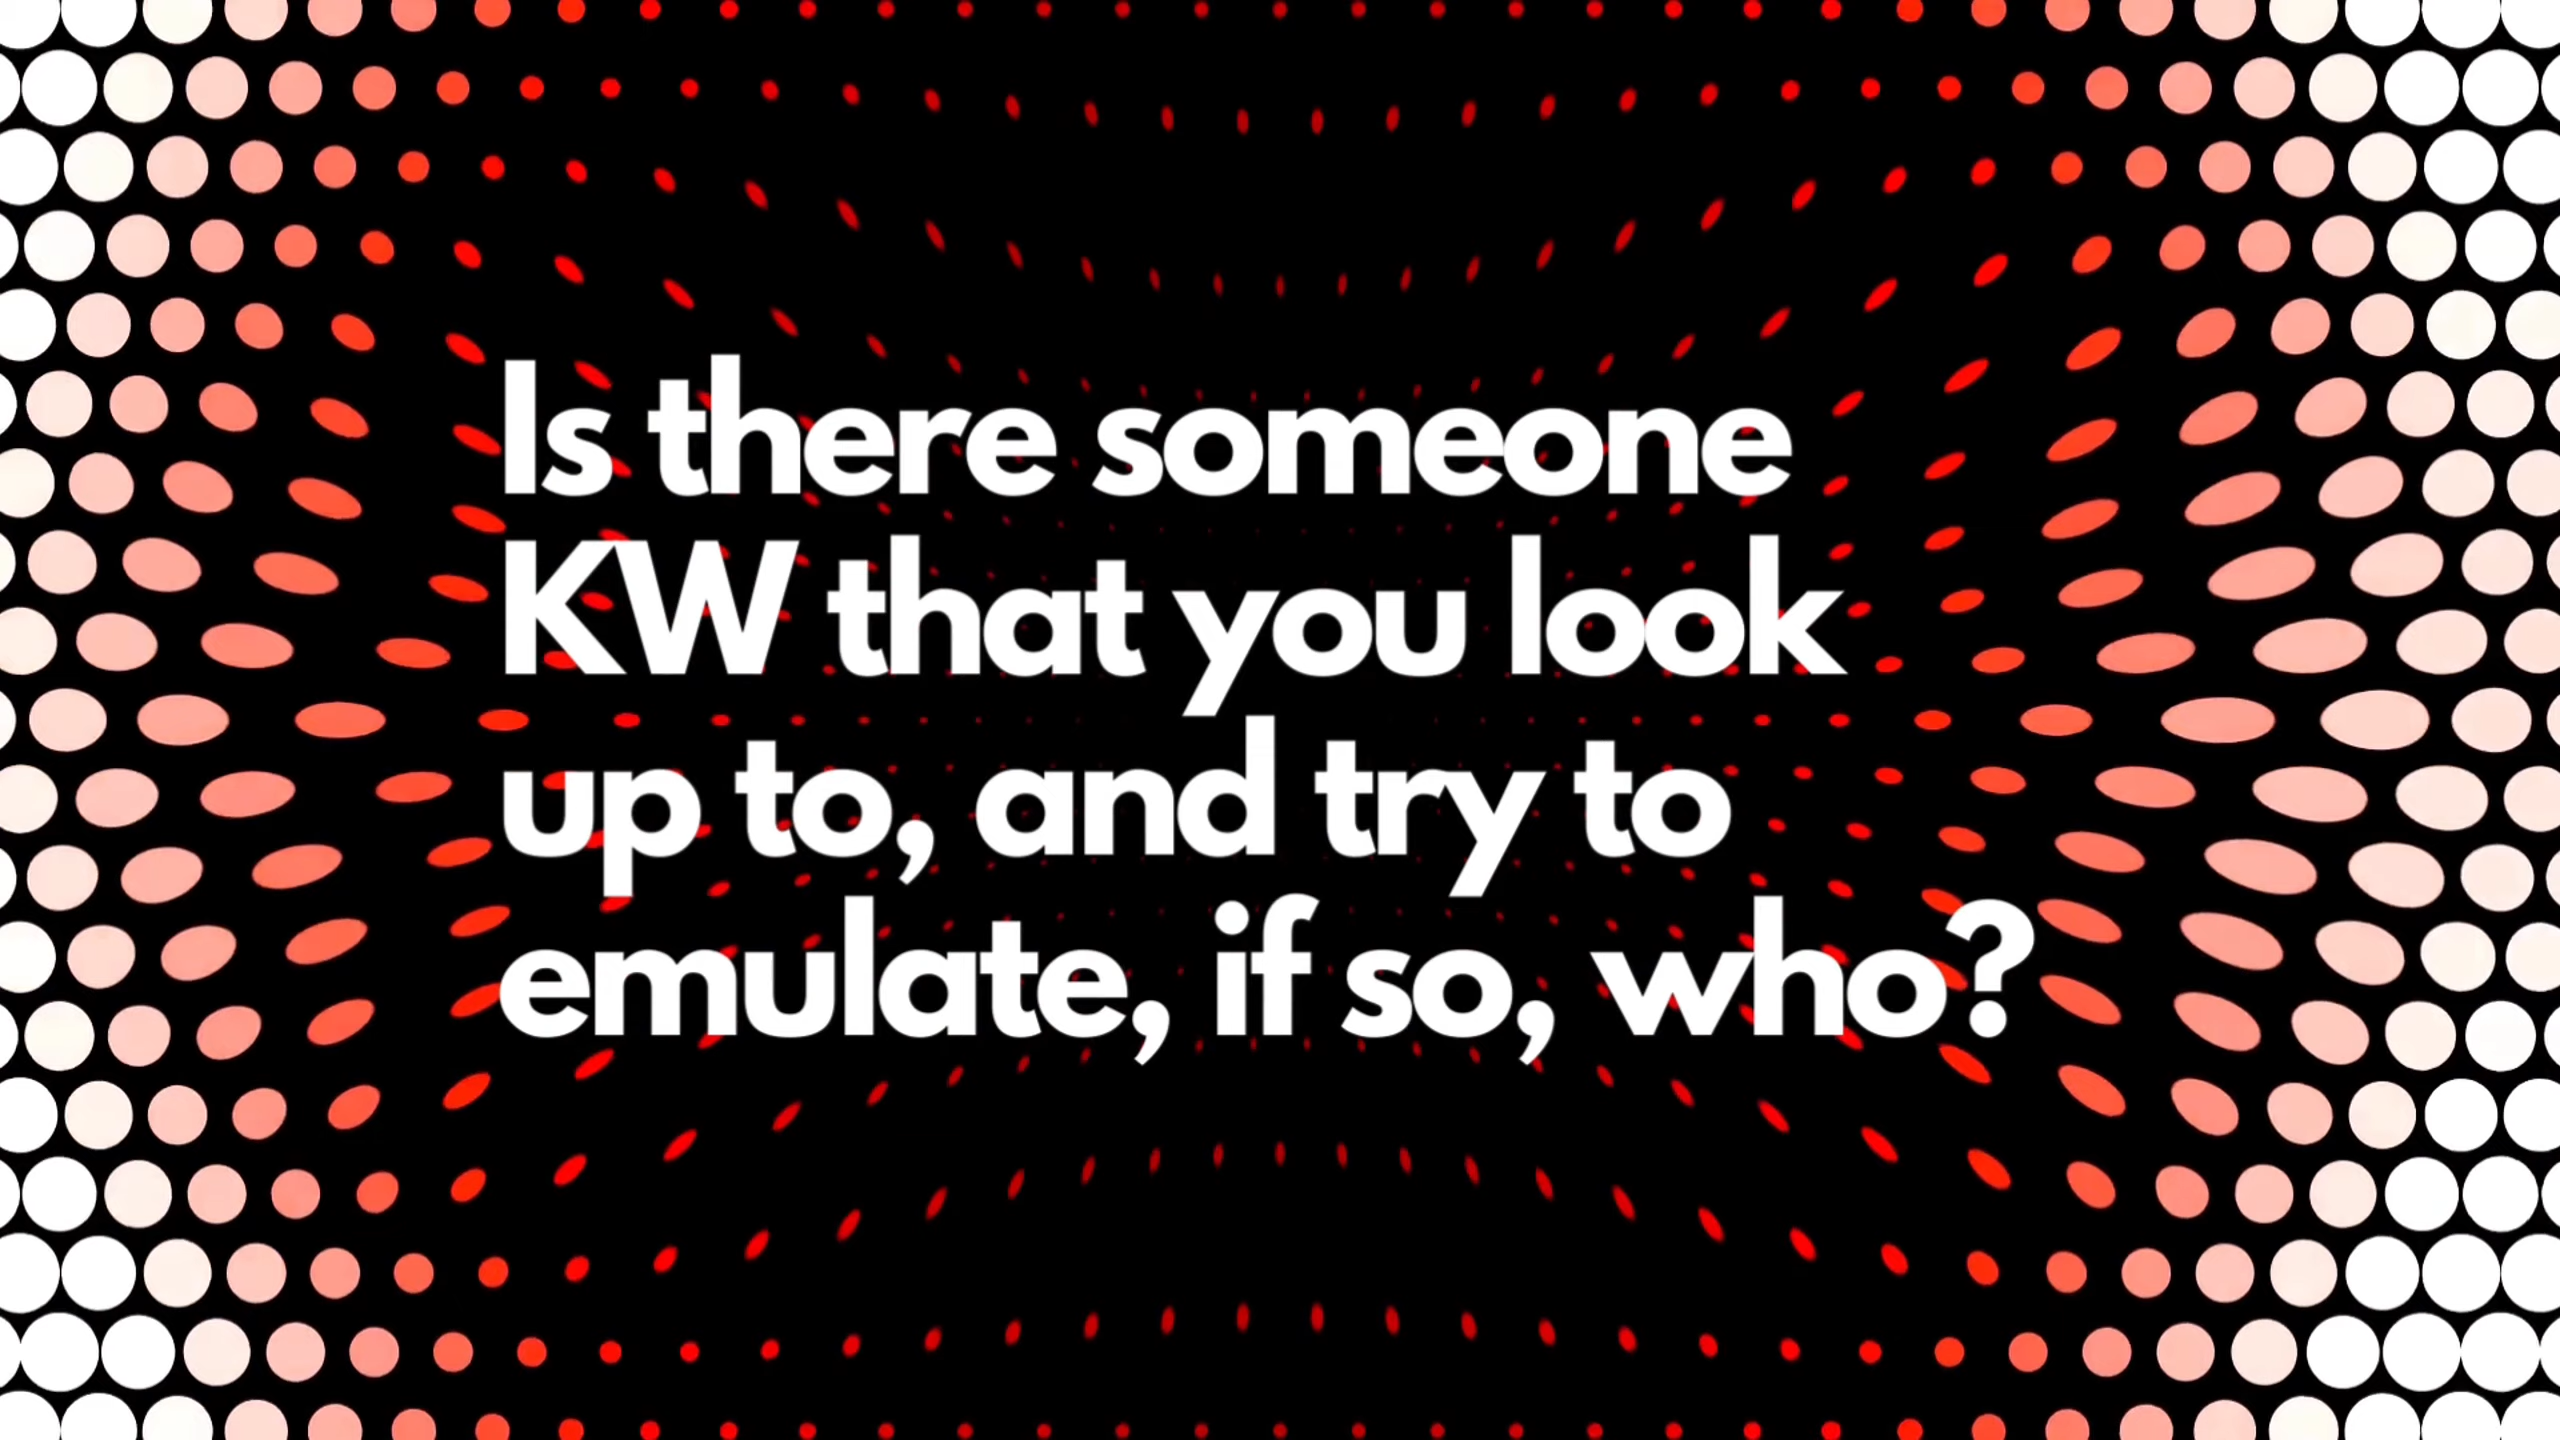 Is there someone
KW that you look
up to, and try to
emulate, if so, who?